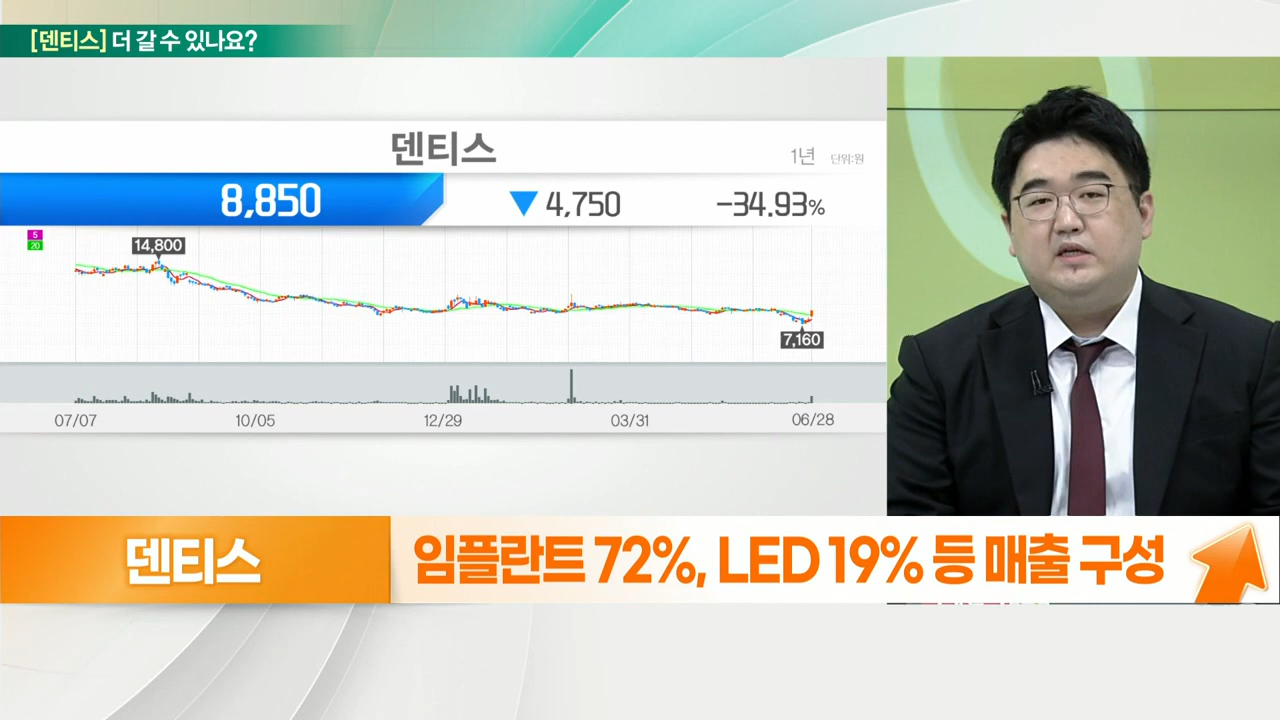 [덴티스] 더 갈 수 있나요?
덴티스
1년 단위:원
8,850 ▼ 4,750 -34.93%
5
20
14,800
7,160
07/07 10/05 12/29 03/31 06/28
덴티스
임플란트 72%, LED 19% 등 매출 구성